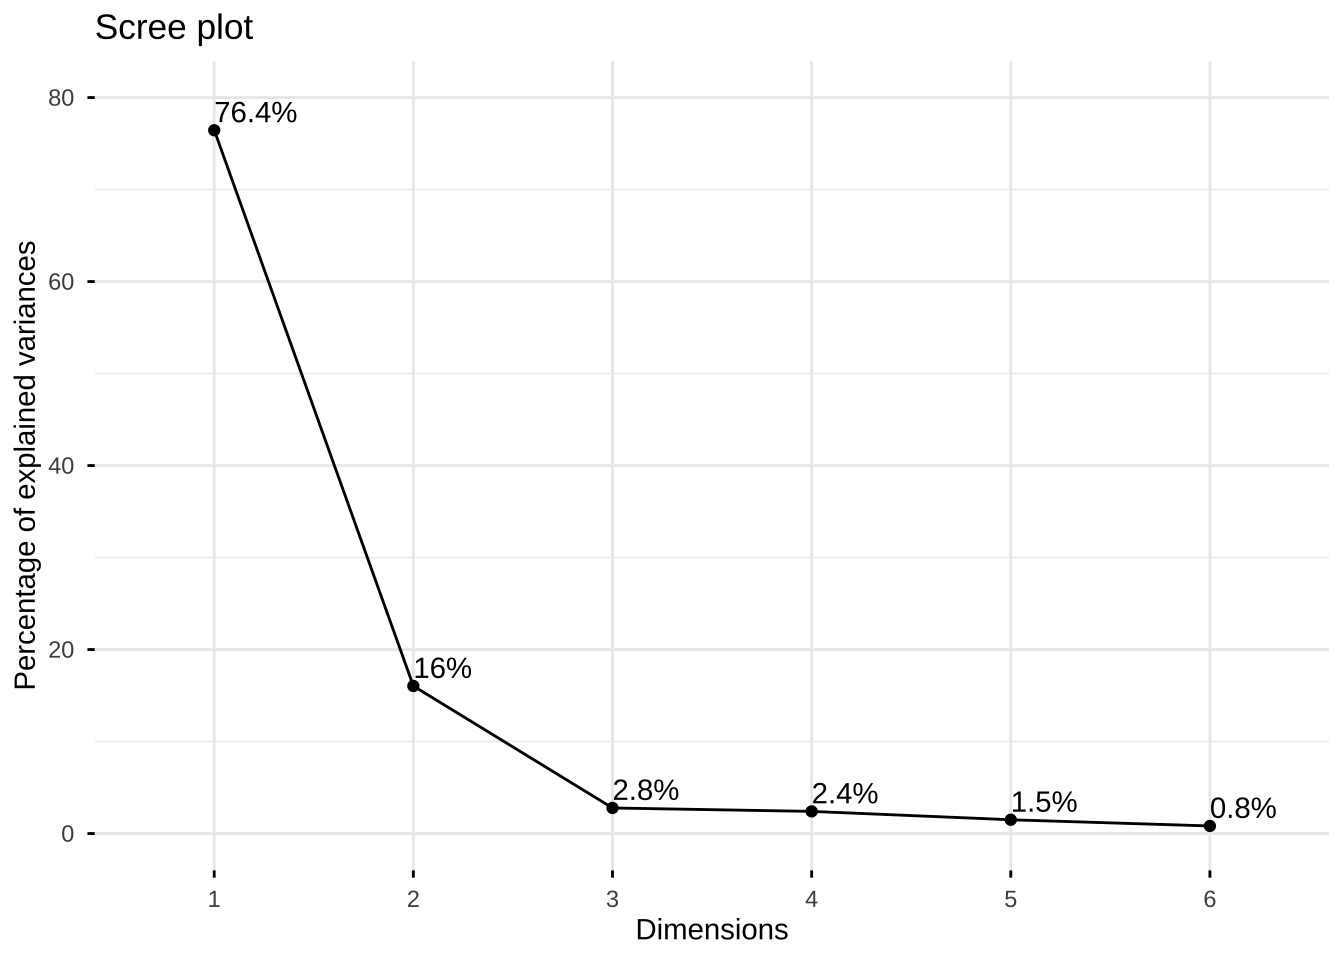 Scree plot
Percentage of explained variances
80
60
40
20
0
76.4%
16%
2.8%
2.4%
1.5%
0.8%
1 2 3 4 5 6
Dimensions